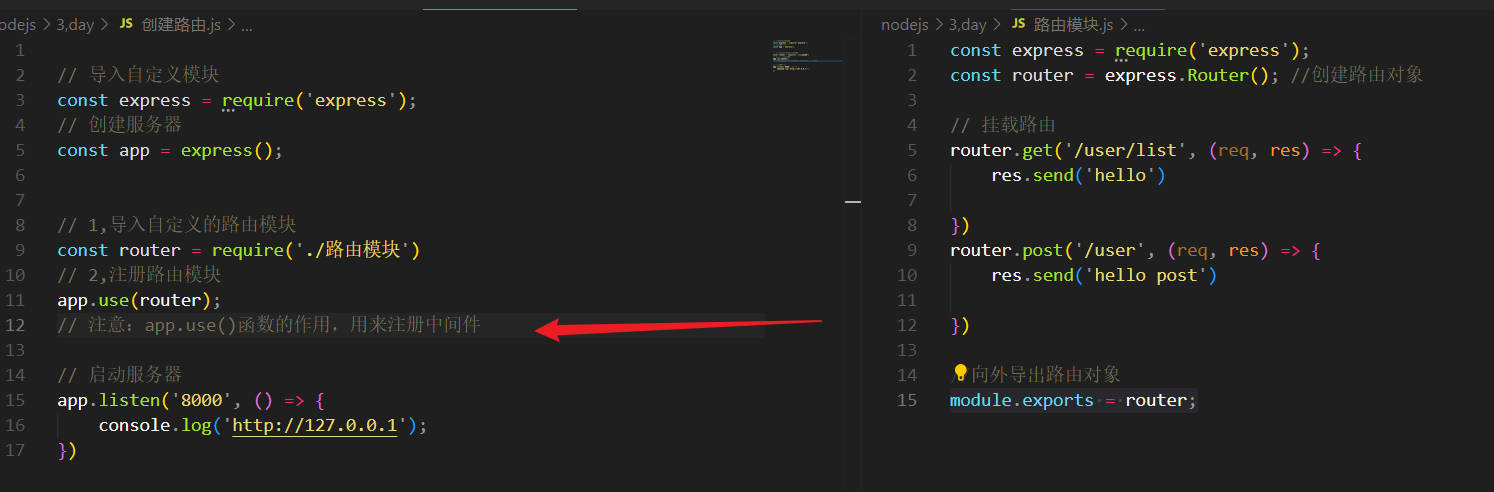 odejs > 3,day > JS 创建路由.js > ...
1
2 // 导入自定义模块
3 const express = require('express');
4 // 创建服务器
5 const app = express();
6
7
8 // 1,导入自定义的路由模块
9 const router = require('./路由模块')
10 // 2,注册路由模块
11 app.use(router);
12 // 注意：app.use()函数的作用，用来注册中间件
13
14 // 启动服务器
15 app.listen('8000', () => {
16 console.log('http://127.0.0.1');
17 })
nodejs > 3,day > JS 路由模块.js > ...
1 const express = require('express');
2 const router = express.Router(); //创建路由对象
3
4 // 挂载路由
5 router.get('/user/list', (req, res) => {
6 res.send('hello')
7
8 })
9 router.post('/user', (req, res) => {
10 res.send('hello post')
11
12 })
13
14 /向外导出路由对象
15 module.exports = router;